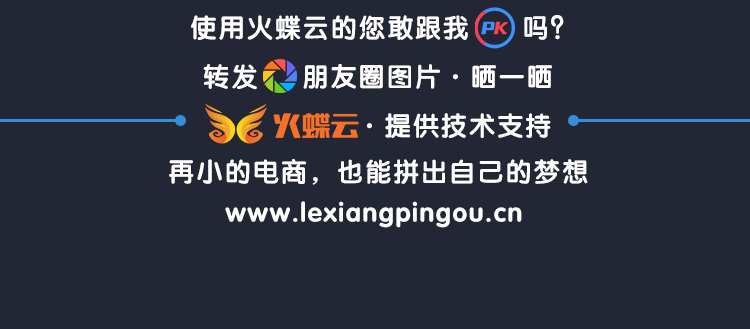 使用火蝶云的您敢跟我PK吗？
转发朋友圈图片·晒一晒
火蝶云·提供技术支持
再小的电商，也能拼出自己的梦想
www.lexiangpingou.cn